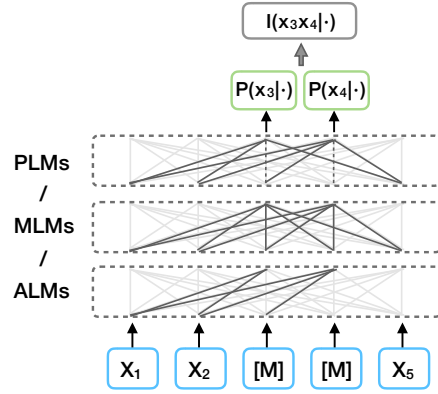 I(x₃x₄|·)
P(x₃|·) P(x₄|·)
PLMs
/
MLMs
/
ALMs
X₁ X₂ [M] [M] X₅